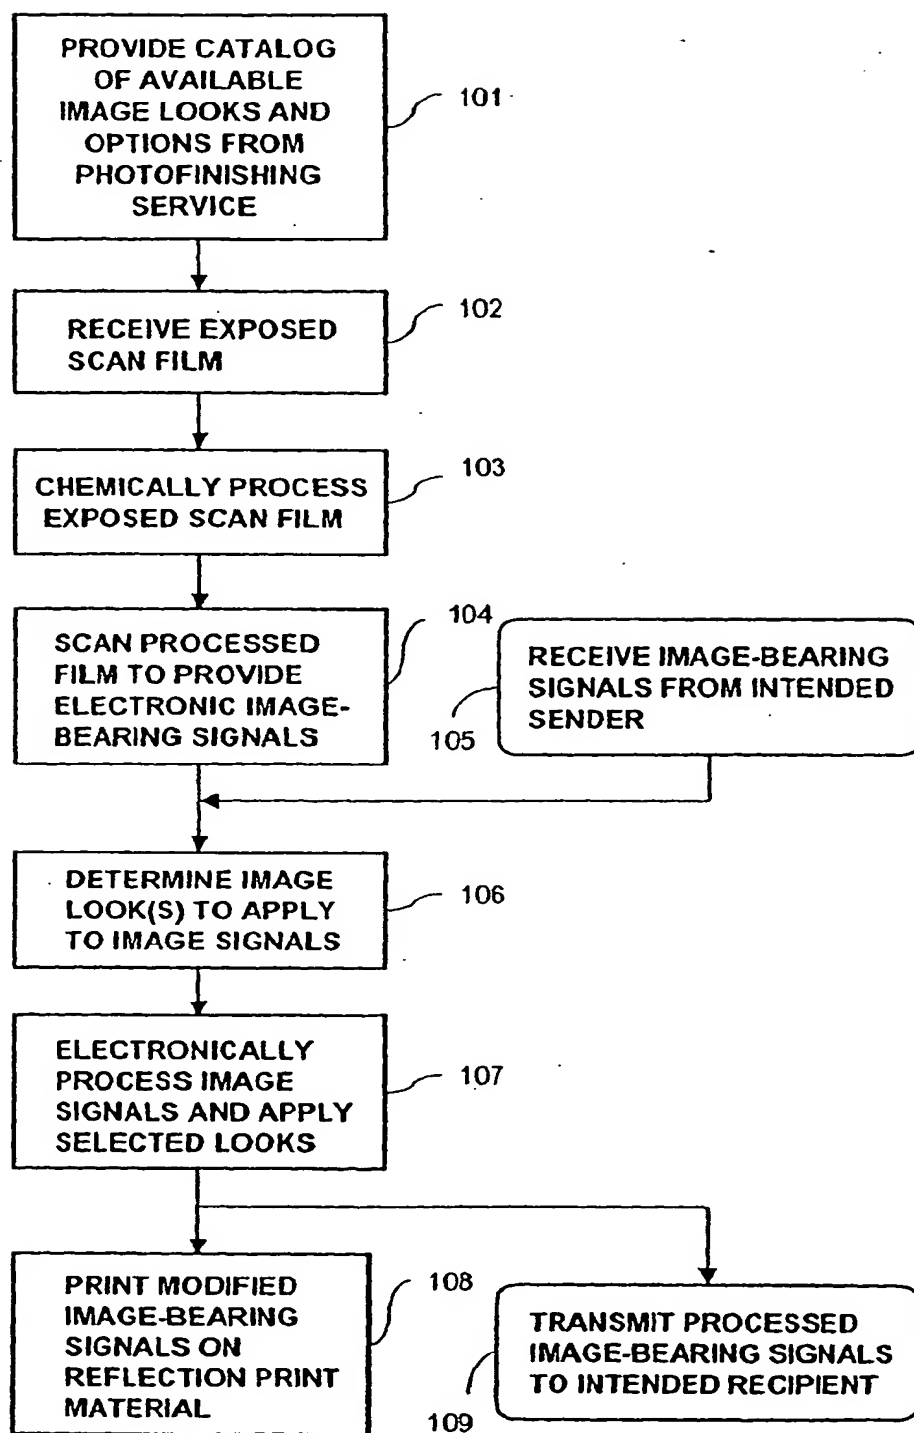 PROVIDE CATALOG
OF AVAILABLE
IMAGE LOOKS AND
OPTIONS FROM
PHOTOFINISHING
SERVICE
101
RECEIVE EXPOSED
SCAN FILM
102
CHEMICALLY PROCESS
EXPOSED SCAN FILM
103
SCAN PROCESSED
FILM TO PROVIDE
ELECTRONIC IMAGE-
BEARING SIGNALS
104
RECEIVE IMAGE-BEARING
SIGNALS FROM INTENDED
SENDER
105
DETERMINE IMAGE
LOOK(S) TO APPLY
TO IMAGE SIGNALS
106
ELECTRONICALLY
PROCESS IMAGE
SIGNALS AND APPLY
SELECTED LOOKS
107
PRINT MODIFIED
IMAGE-BEARING
SIGNALS ON
REFLECTION PRINT
MATERIAL
108
TRANSMIT PROCESSED
IMAGE-BEARING SIGNALS
TO INTENDED RECIPIENT
109